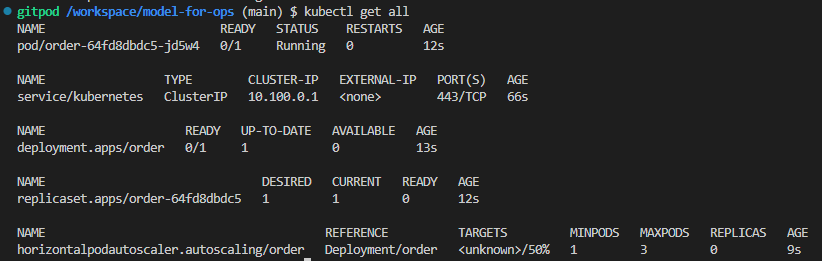 gitpod /workspace/model-for-ops (main) $ kubectl get all
NAME READY STATUS RESTARTS AGE
pod/order-64fd8dbdc5-jd5w4 0/1 Running 0 12s
NAME TYPE CLUSTER-IP EXTERNAL-IP PORT(S) AGE
service/kubernetes ClusterIP 10.100.0.1 <none> 443/TCP 66s
NAME READY UP-TO-DATE AVAILABLE AGE
deployment.apps/order 0/1 1 0 13s
NAME DESIRED CURRENT READY AGE
replicaset.apps/order-64fd8dbdc5 1 1 0 12s
NAME REFERENCE TARGETS MINPODS MAXPODS REPLICAS AGE
horizontalpodautoscaler.autoscaling/order Deployment/order <unknown>/50% 1 3 0 9s